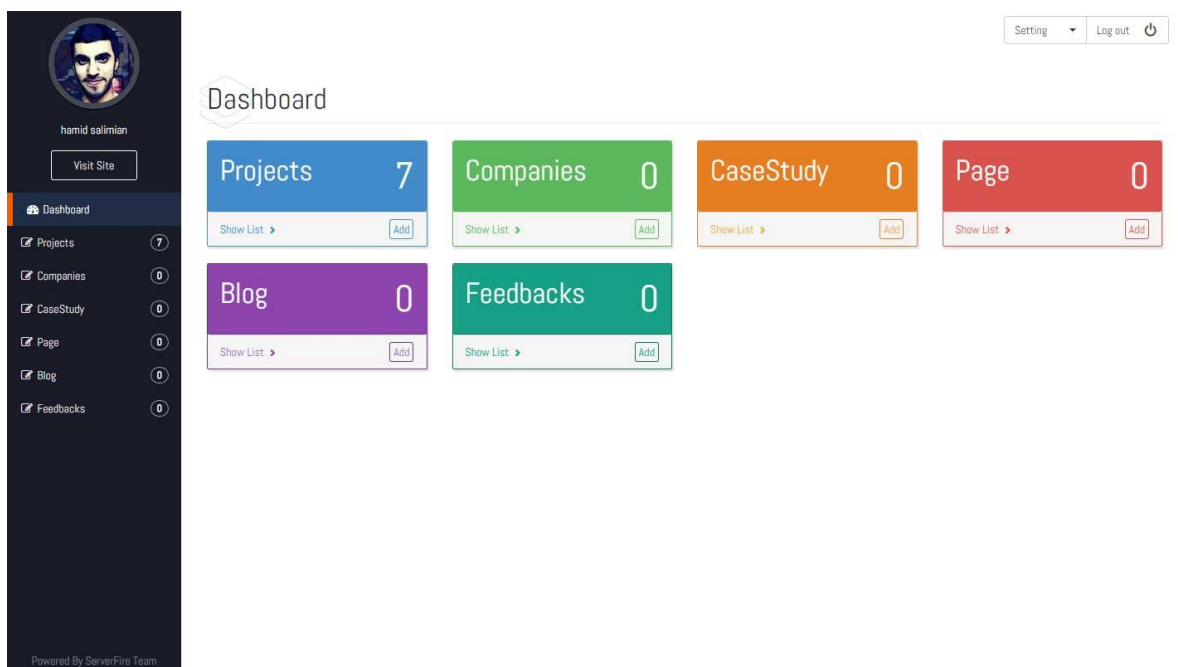 Setting
Log out
hamid salimian
Visit Site
Dashboard
Projects 7
Companies 0
CaseStudy 0
Page 0
Blog 0
Feedbacks 0
Powered By ServerFire Team
Dashboard
Projects 7
Show List Add
Companies 0
Show List Add
CaseStudy 0
Show List Add
Page 0
Show List Add
Blog 0
Show List Add
Feedbacks 0
Show List Add